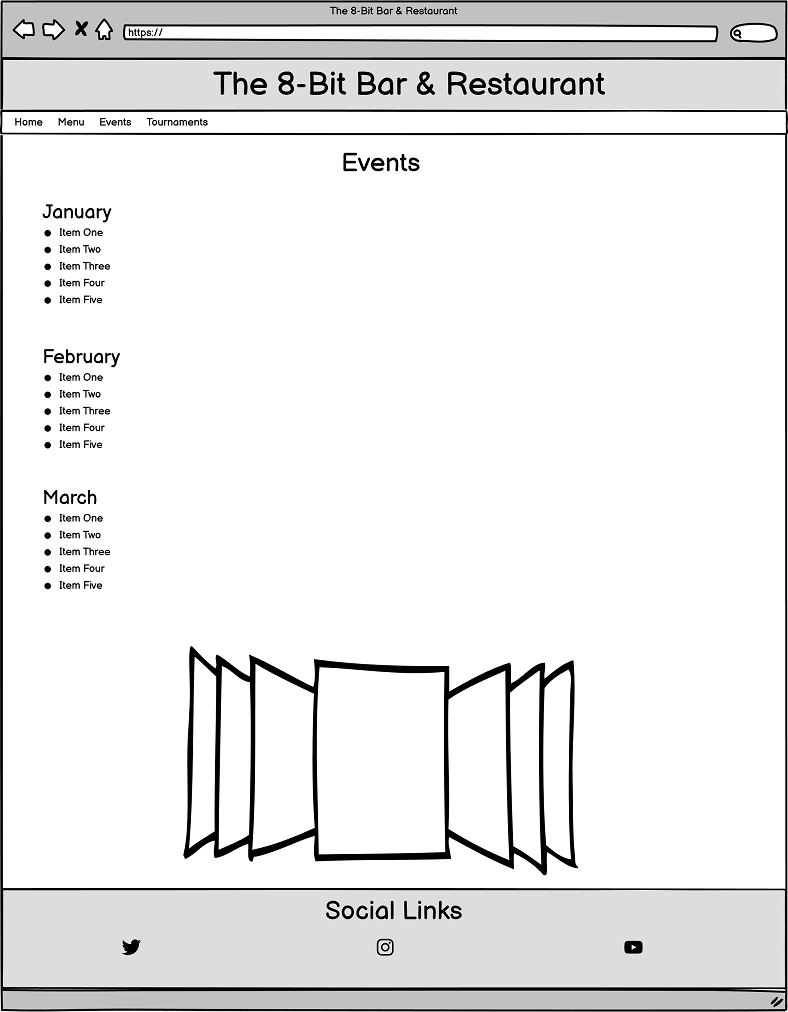 The 8-Bit Bar & Restaurant
https://
The 8-Bit Bar & Restaurant
Home Menu Events Tournaments
Events
January
Item One
Item Two
Item Three
Item Four
Item Five
February
Item One
Item Two
Item Three
Item Four
Item Five
March
Item One
Item Two
Item Three
Item Four
Item Five
Social Links